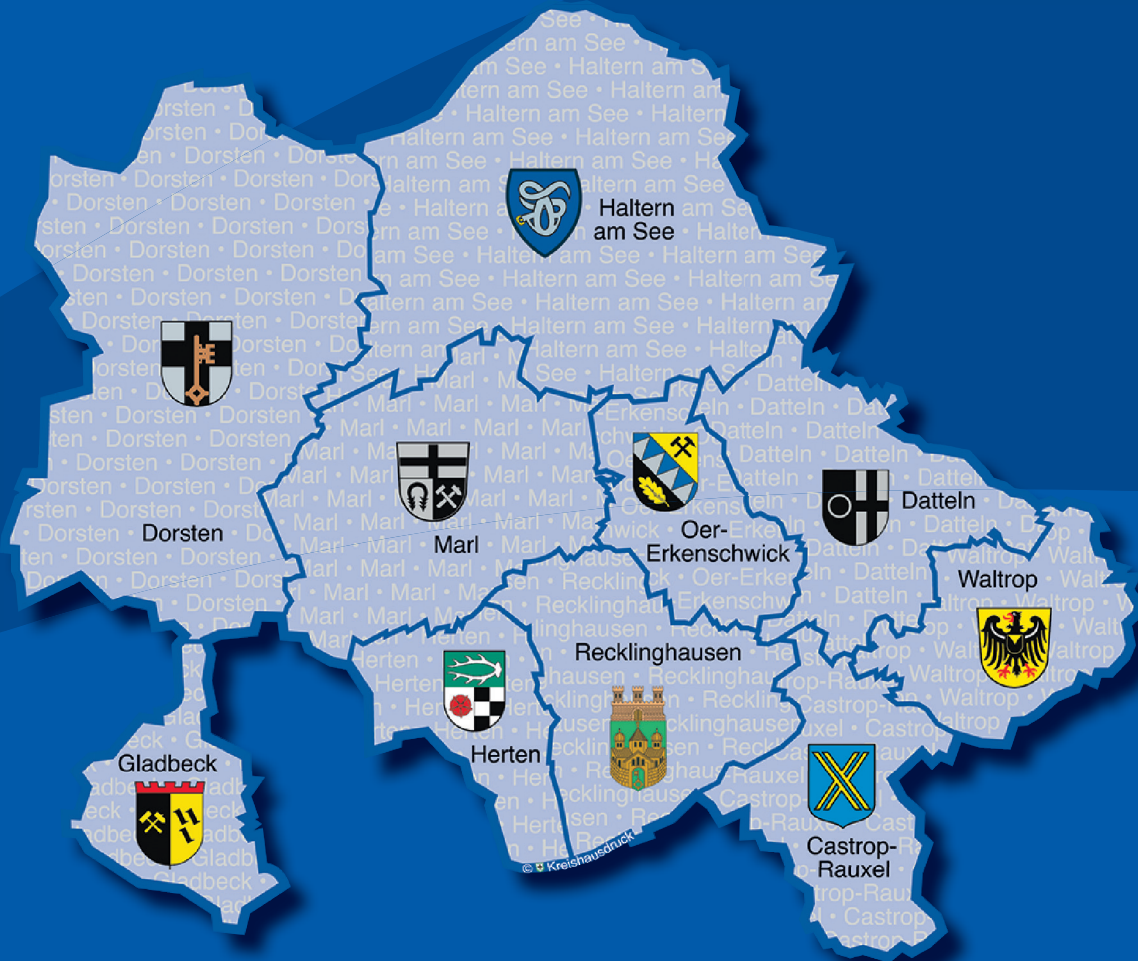 Haltern
am See
Dorsten
Marl
Oer-
Erkenschwick
Datteln
Waltrop
Recklinghausen
Herten
Gladbeck
Castrop-
Rauxel
© Kreishausdruck